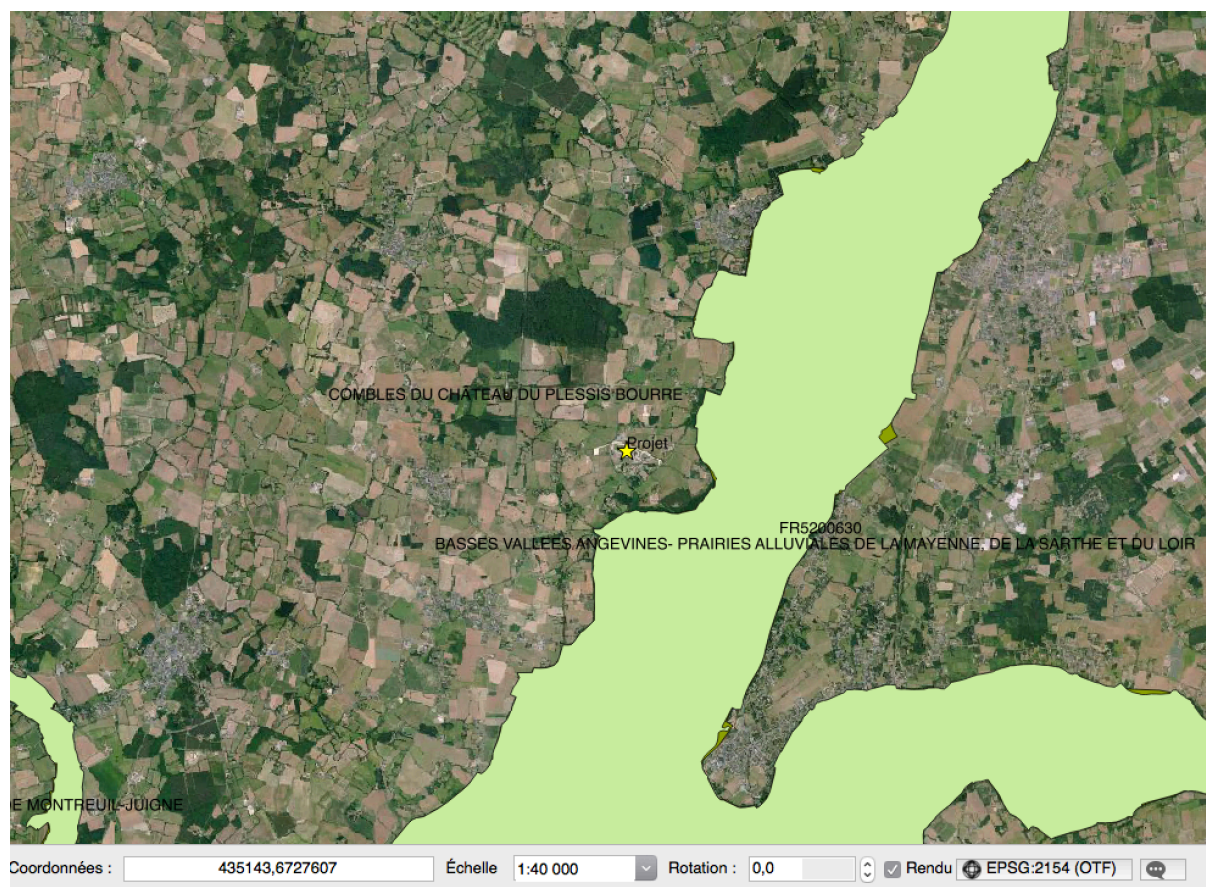 COMBLES DU CHÂTEAU DU PLESSIS BOURRE
Projet
FR5200630
BASSES VALLEES ANGEVINES- PRAIRIES ALLUVIALES DE LA MAYENNE, DE LA SARTHE ET DU LOIR
E MONTREUIL-JUIGNE
Coordonnées : 435143,6727607 Échelle 1:40 000 Rotation : 0,0 Rendu EPSG:2154 (OTF)